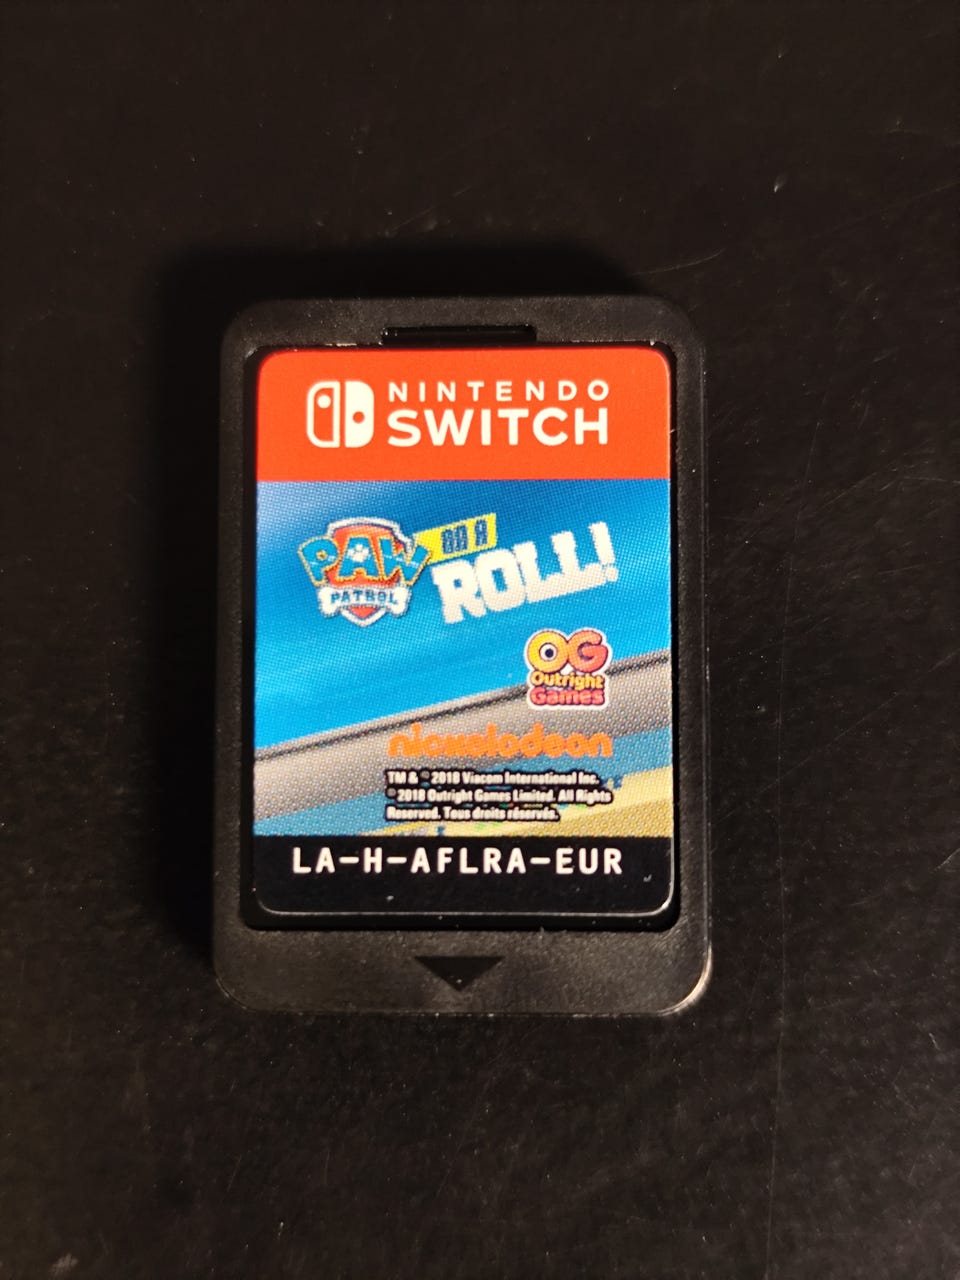 NINTENDO
SWITCH
PAW
PATROL
ON A
ROLL!
OG
Outright
Games
nickelodeon
TM & © 2018 Viacom International Inc.
© 2018 Outright Games Limited. All Rights
Reserved. Tous droits réservés.
LA-H-AFLRA-EUR